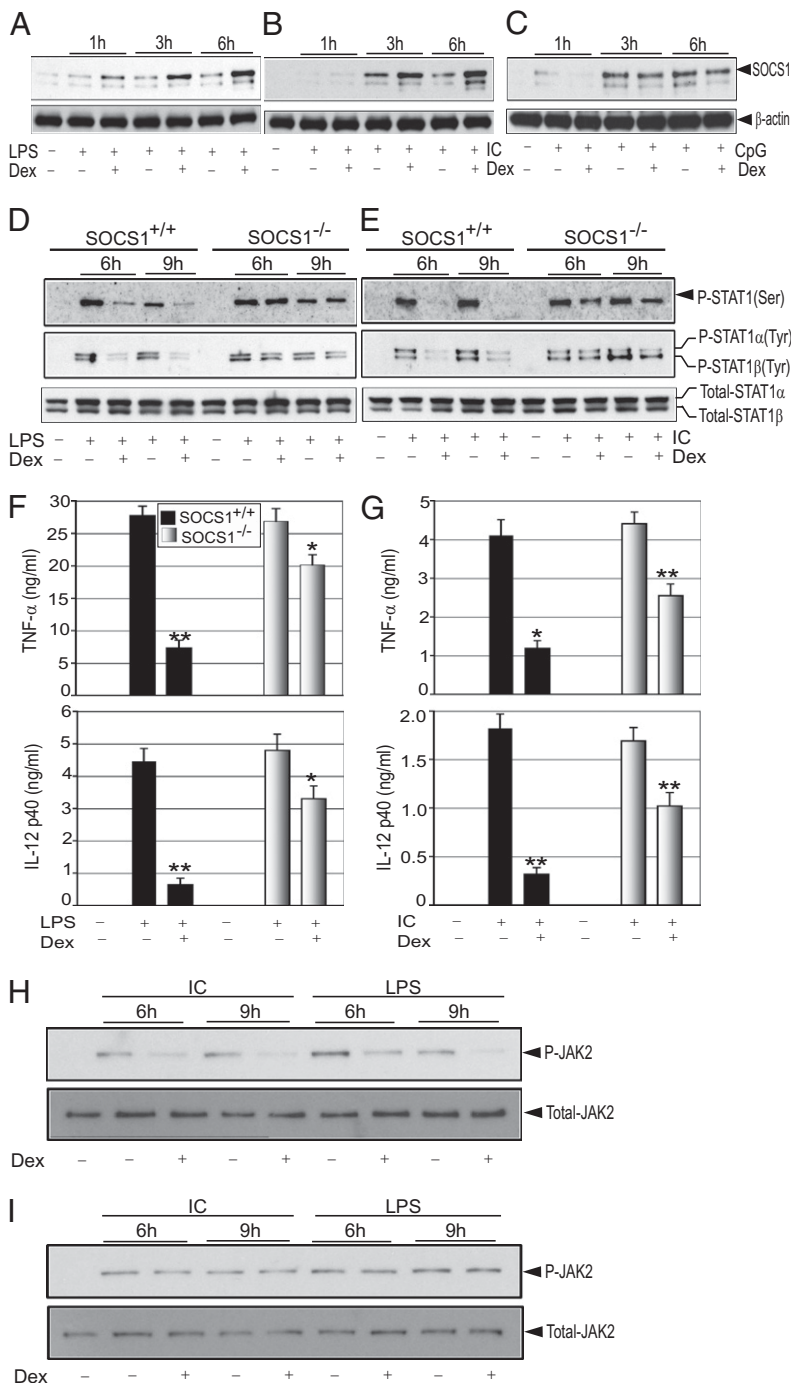 A B C
1h 3h 6h 1h 3h 6h 1h 3h 6h
SOCS1
β-actin
LPS – + + + + + + – + + + + + + IC – + + + + + + CpG
Dex – – + – + – + – – + – + – + Dex – – + – + – + Dex
D E
SOCS1+/+ SOCS1–/– SOCS1+/+ SOCS1–/–
6h 9h 6h 9h 6h 9h 6h 9h
P-STAT1(Ser)
P-STAT1α(Tyr)
P-STAT1β(Tyr)
Total-STAT1α
Total-STAT1β
LPS – + + + + – + + + + – + + + + – + + + + IC
Dex – – + – + – – + – + – – + – + – – + – + Dex
F
SOCS1+/+
SOCS1–/–
TNF-α (ng/ml)
30
25
20
15
10
5
0
** *
IL-12 p40 (ng/ml)
6
5
4
3
2
1
0
** *
LPS – + + – + +
Dex – – + – – +
G
TNF-α (ng/ml)
5
4
3
2
1
0
* **
IL-12 p40 (ng/ml)
2.0
1.5
1.0
0.5
0
** **
IC – + + – + +
Dex – – + – – +
H
IC LPS
6h 9h 6h 9h
P-JAK2
Total-JAK2
Dex – – + – + – + – +
I
IC LPS
6h 9h 6h 9h
P-JAK2
Total-JAK2
Dex – – + – + – + – +